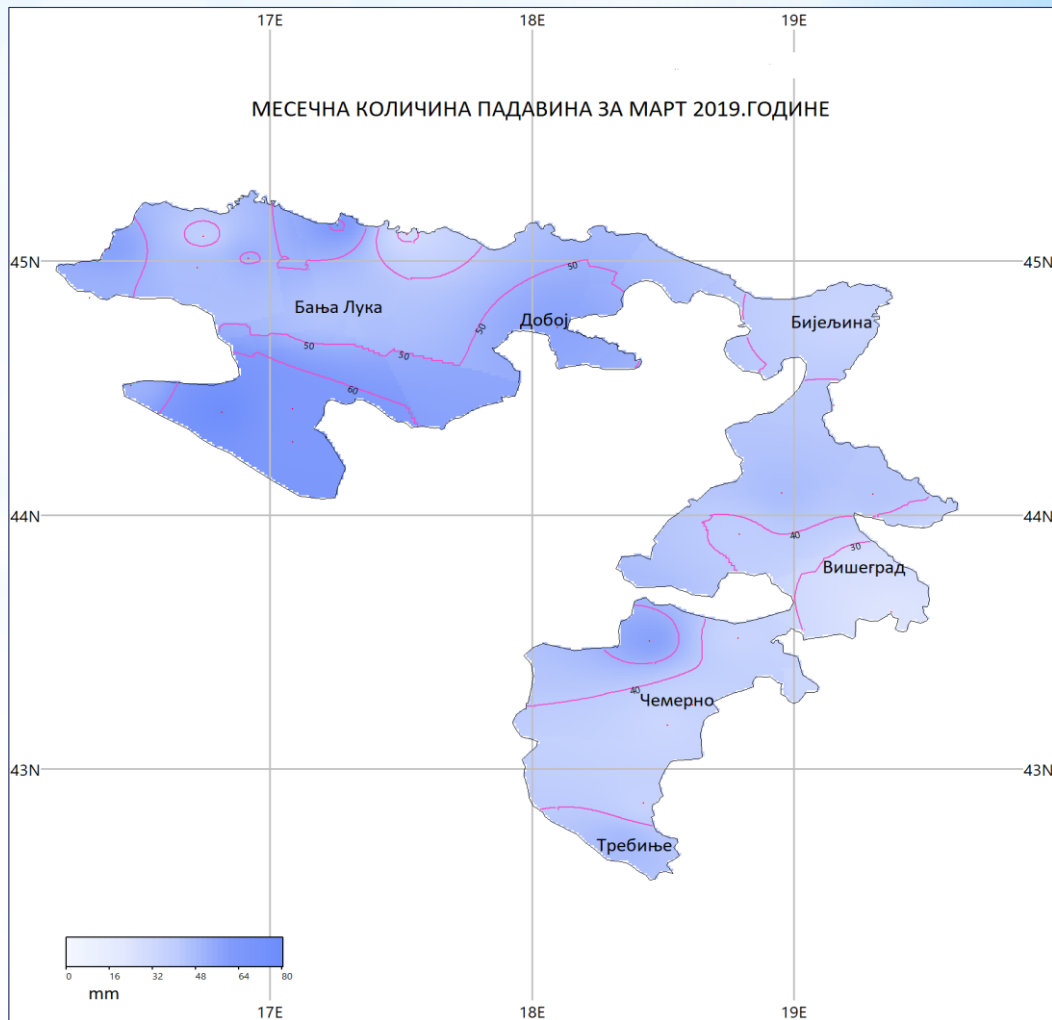 17E 18E 19E
МЕСЕЧНА КОЛИЧИНА ПАДАВИНА ЗА МАРТ 2019.ГОДИНЕ
45N 45N
50
Бања Лука
Добој
Бијељина
50
50
50
60
44N 44N
40
30
Вишеград
40
Чемерно
43N 43N
Требиње
0 16 32 48 64 80
mm
17E 18E 19E